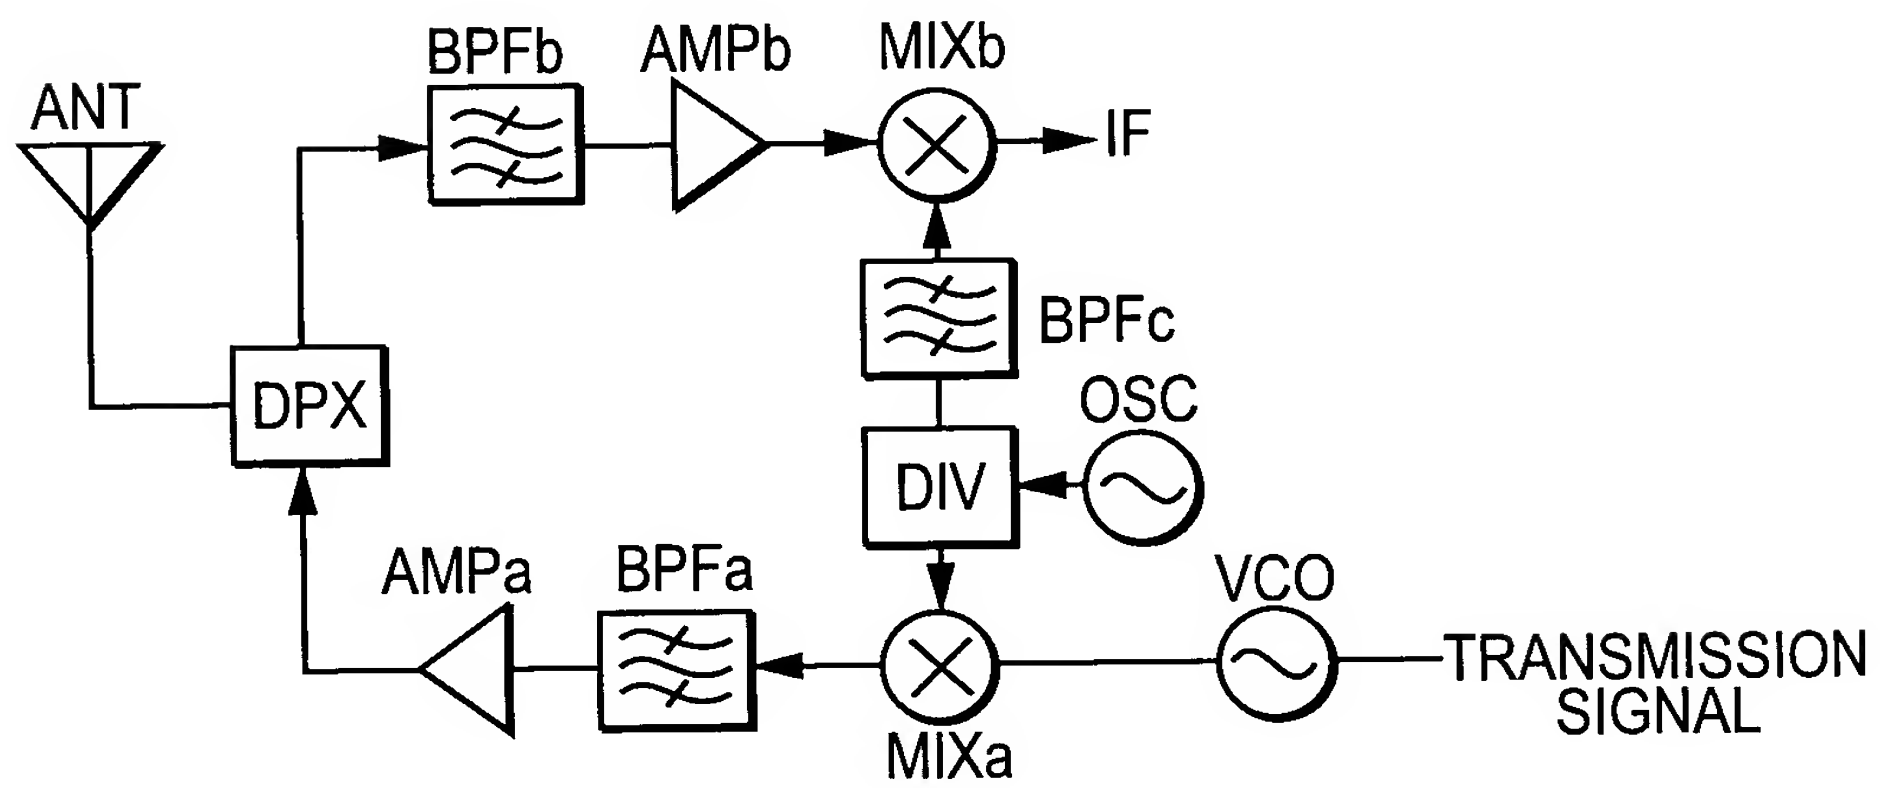 ANT
BPFb
AMPb
MIXb
IF
BPFc
OSC
DPX
DIV
AMPa
BPFa
VCO
MIXa
TRANSMISSION
SIGNAL